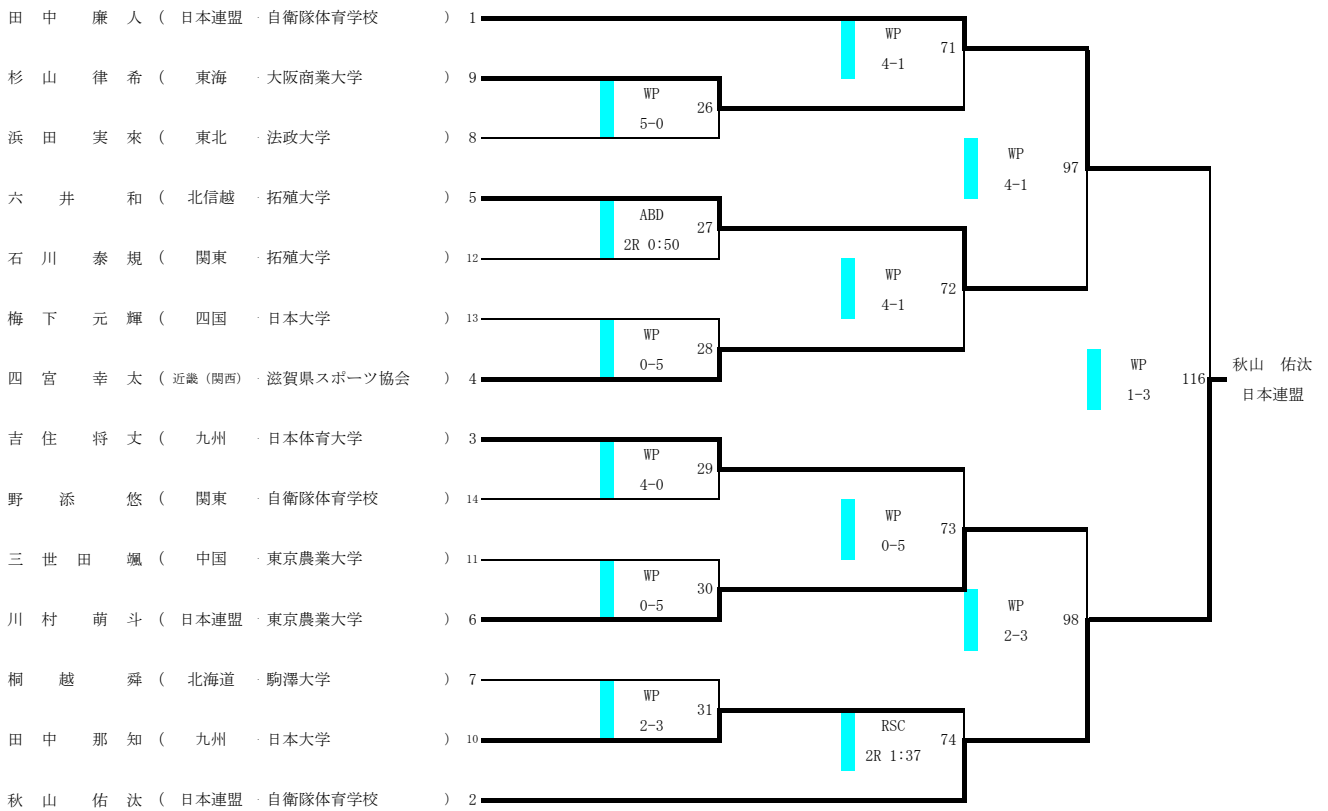 田中 廉人 ( 日本連盟 · 自衛隊体育学校 ) 1
WP
4-1
71
杉山 律希 ( 東海 · 大阪商業大学 ) 9
WP
5-0
26
浜田 実來 ( 東北 · 法政大学 ) 8
WP
4-1
97
六井 和 ( 北信越 · 拓殖大学 ) 5
ABD
2R 0:50
27
石川 泰規 ( 関東 · 拓殖大学 ) 12
WP
4-1
72
梅下 元輝 ( 四国 · 日本大学 ) 13
WP
0-5
28
四宮 幸太 ( 近畿(関西) · 滋賀県スポーツ協会 ) 4
WP
1-3
116
秋山 佑汰
日本連盟
吉住 将丈 ( 九州 · 日本体育大学 ) 3
WP
4-0
29
野添 悠 ( 関東 · 自衛隊体育学校 ) 14
WP
0-5
73
三世田 颯 ( 中国 · 東京農業大学 ) 11
WP
0-5
30
川村 萌斗 ( 日本連盟 · 東京農業大学 ) 6
WP
2-3
98
桐越 舜 ( 北海道 · 駒澤大学 ) 7
WP
2-3
31
田中 那知 ( 九州 · 日本大学 ) 10
RSC
2R 1:37
74
秋山 佑汰 ( 日本連盟 · 自衛隊体育学校 ) 2